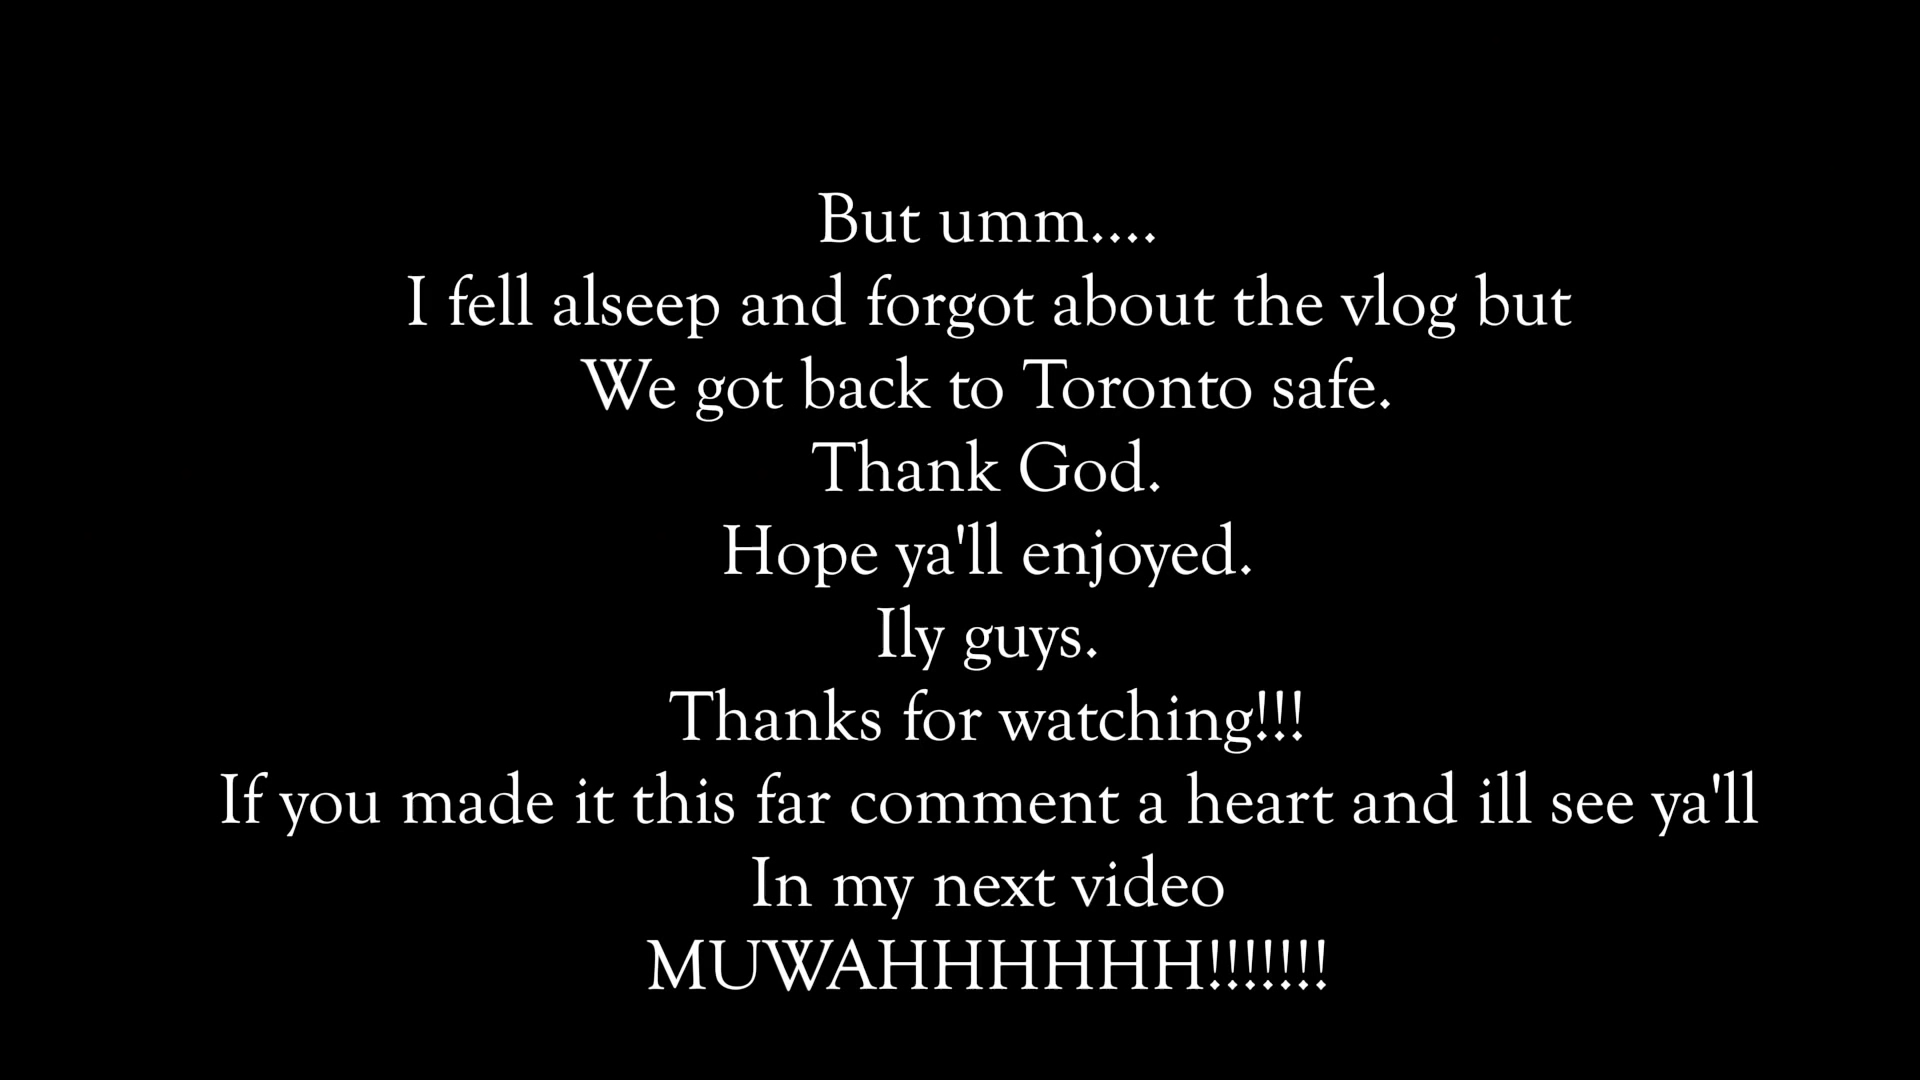 But umm....
I fell alseep and forgot about the vlog but
We got back to Toronto safe.
Thank God.
Hope ya'll enjoyed.
Ily guys.
Thanks for watching!!!
If you made it this far comment a heart and ill see ya'll
In my next video
MUWAHHHHHHH!!!!!!!